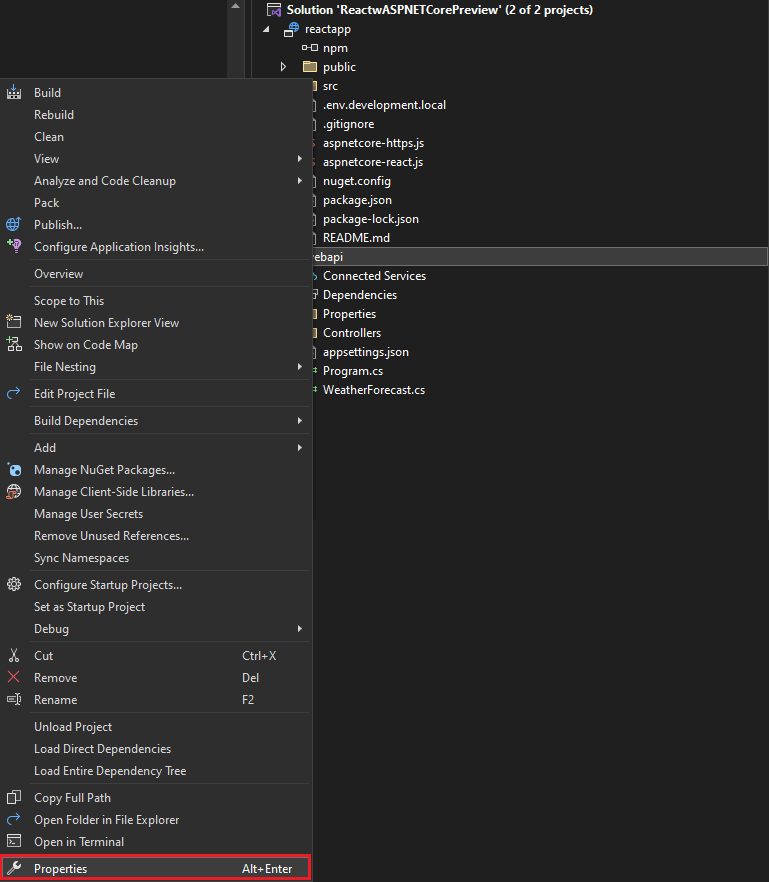 Solution 'ReactwASPNETCorePreview' (2 of 2 projects)
reactapp
npm
public
src
.env.development.local
.gitignore
aspnetcore-https.js
aspnetcore-react.js
nuget.config
package.json
package-lock.json
README.md
ebapi
Connected Services
Dependencies
Properties
Controllers
appsettings.json
Program.cs
WeatherForecast.cs
Build
Rebuild
Clean
View
Analyze and Code Cleanup
Pack
Publish...
Configure Application Insights...
Overview
Scope to This
New Solution Explorer View
Show on Code Map
File Nesting
Edit Project File
Build Dependencies
Add
Manage NuGet Packages...
Manage Client-Side Libraries...
Manage User Secrets
Remove Unused References...
Sync Namespaces
Configure Startup Projects...
Set as Startup Project
Debug
Cut Ctrl+X
Remove Del
Rename F2
Unload Project
Load Direct Dependencies
Load Entire Dependency Tree
Copy Full Path
Open Folder in File Explorer
Open in Terminal
Properties Alt+Enter